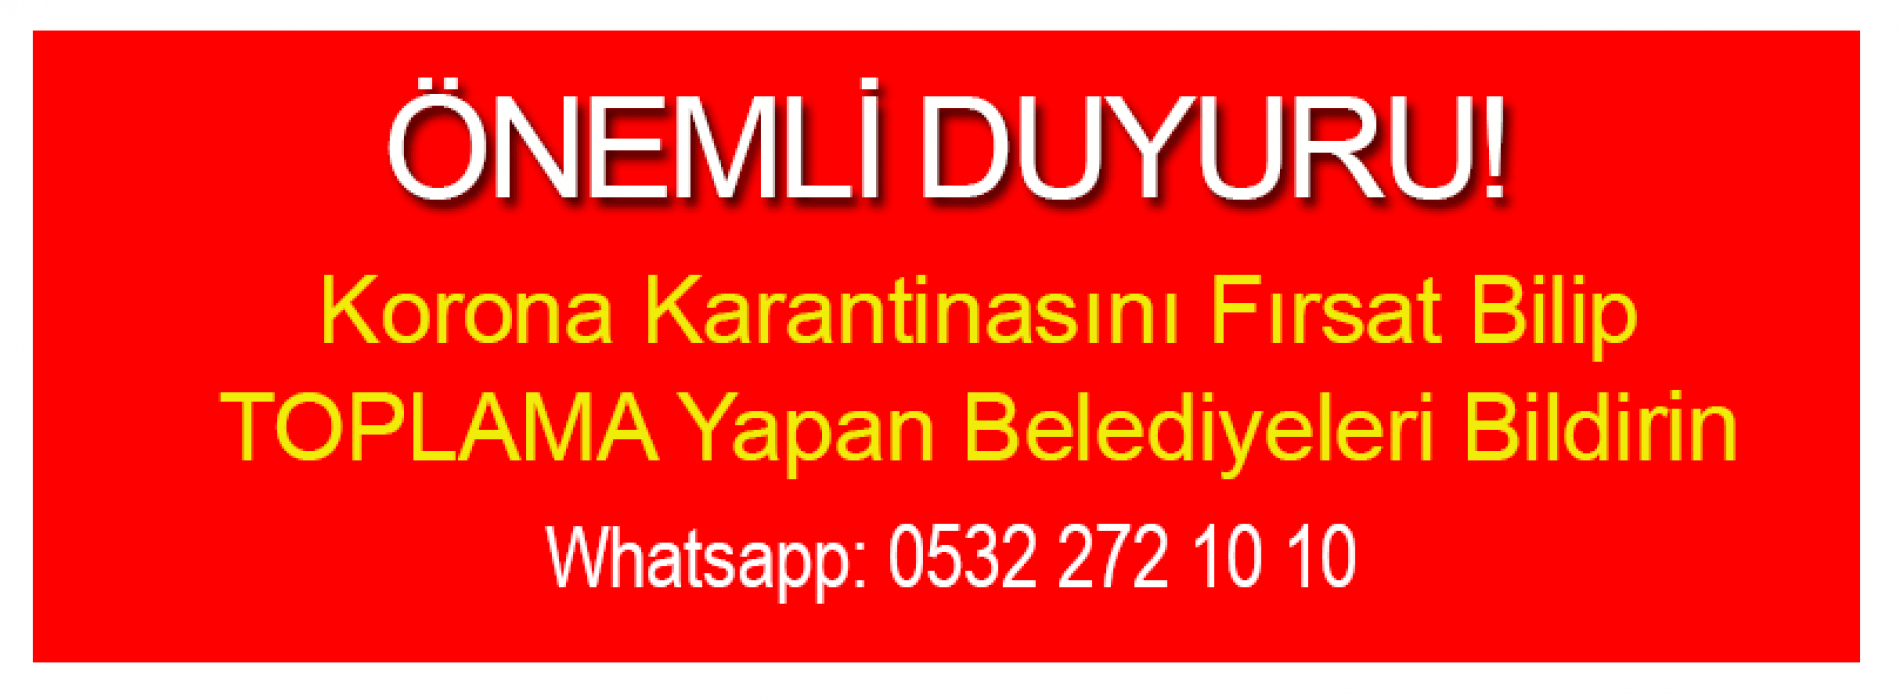 ÖNEMLİ DUYURU!
Korona Karantinasını Fırsat Bilip
TOPLAMA Yapan Belediyeleri Bildirin
Whatsapp: 0532 272 10 10